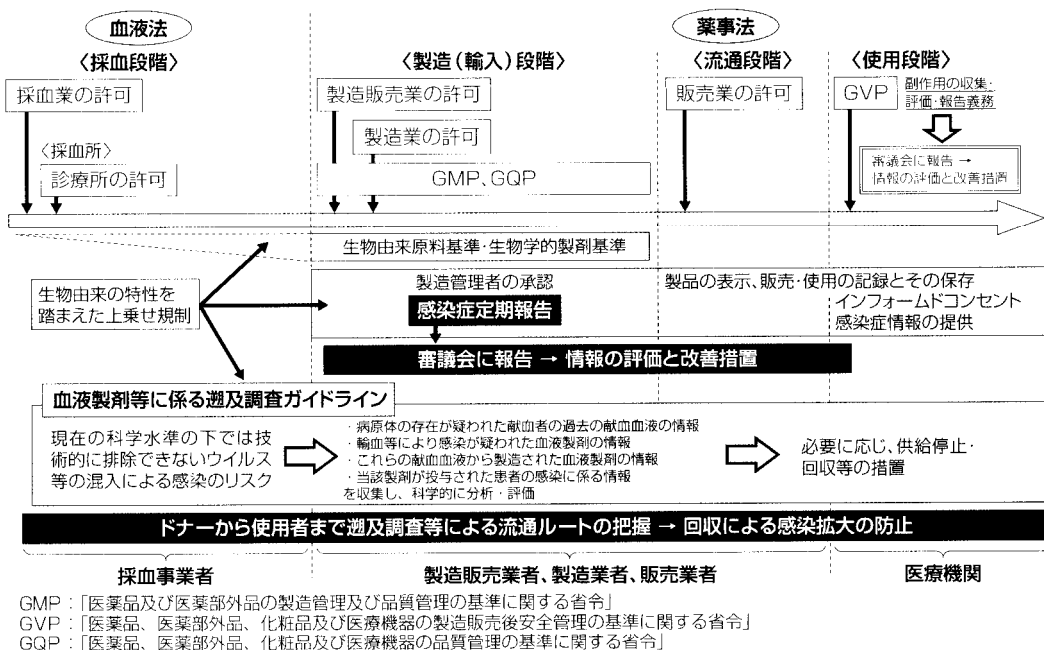 血液法
薬事法
〈採血段階〉
〈製造(輸入)段階〉
〈流通段階〉
〈使用段階〉
採血業の許可
製造販売業の許可
販売業の許可
GVP
副作用の収集・
評価・報告義務
製造業の許可
〈採血所〉
診療所の許可
GMP、GQP
審議会に報告 →
情報の評価と改善措置
生物由来原料基準・生物学的製剤基準
生物由来の特性を
踏まえた上乗せ規制
製造管理者の承認
感染症定期報告
製品の表示、販売・使用の記録とその保存
インフォームドコンセント
感染症情報の提供
審議会に報告 → 情報の評価と改善措置
血液製剤等に係る遡及調査ガイドライン
現在の科学水準の下では技
術的に排除できないウイルス
等の混入による感染のリスク
・病原体の存在が疑われた献血者の過去の献血血液の情報
・輸血等により感染が疑われた血液製剤の情報
・これらの献血血液から製造された血液製剤の情報
・当該製剤が投与された患者の感染に係る情報
を収集し、科学的に分析・評価
必要に応じ、供給停止・
回収等の措置
ドナーから使用者まで遡及調査等による流通ルートの把握 → 回収による感染拡大の防止
採血事業者
製造販売業者、製造業者、販売業者
医療機関
GMP:「医薬品及び医薬部外品の製造管理及び品質管理の基準に関する省令」
GVP:「医薬品、医薬部外品、化粧品及び医療機器の製造販売後安全管理の基準に関する省令」
GQP:「医薬品、医薬部外品、化粧品及び医療機器の品質管理の基準に関する省令」